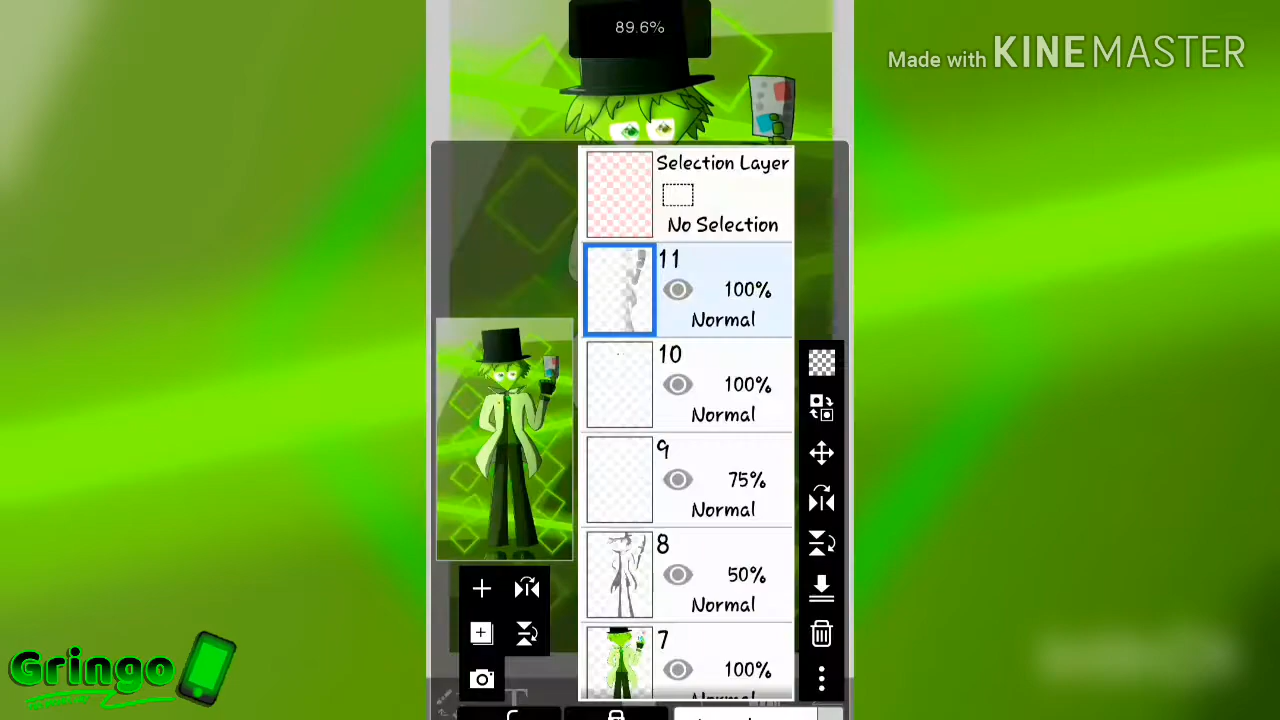 89.6%
Made with KINEMASTER
Selection Layer
No Selection
11
100%
Normal
10
100%
Normal
9
75%
Normal
8
50%
Normal
7
100%
Normal
Gringo